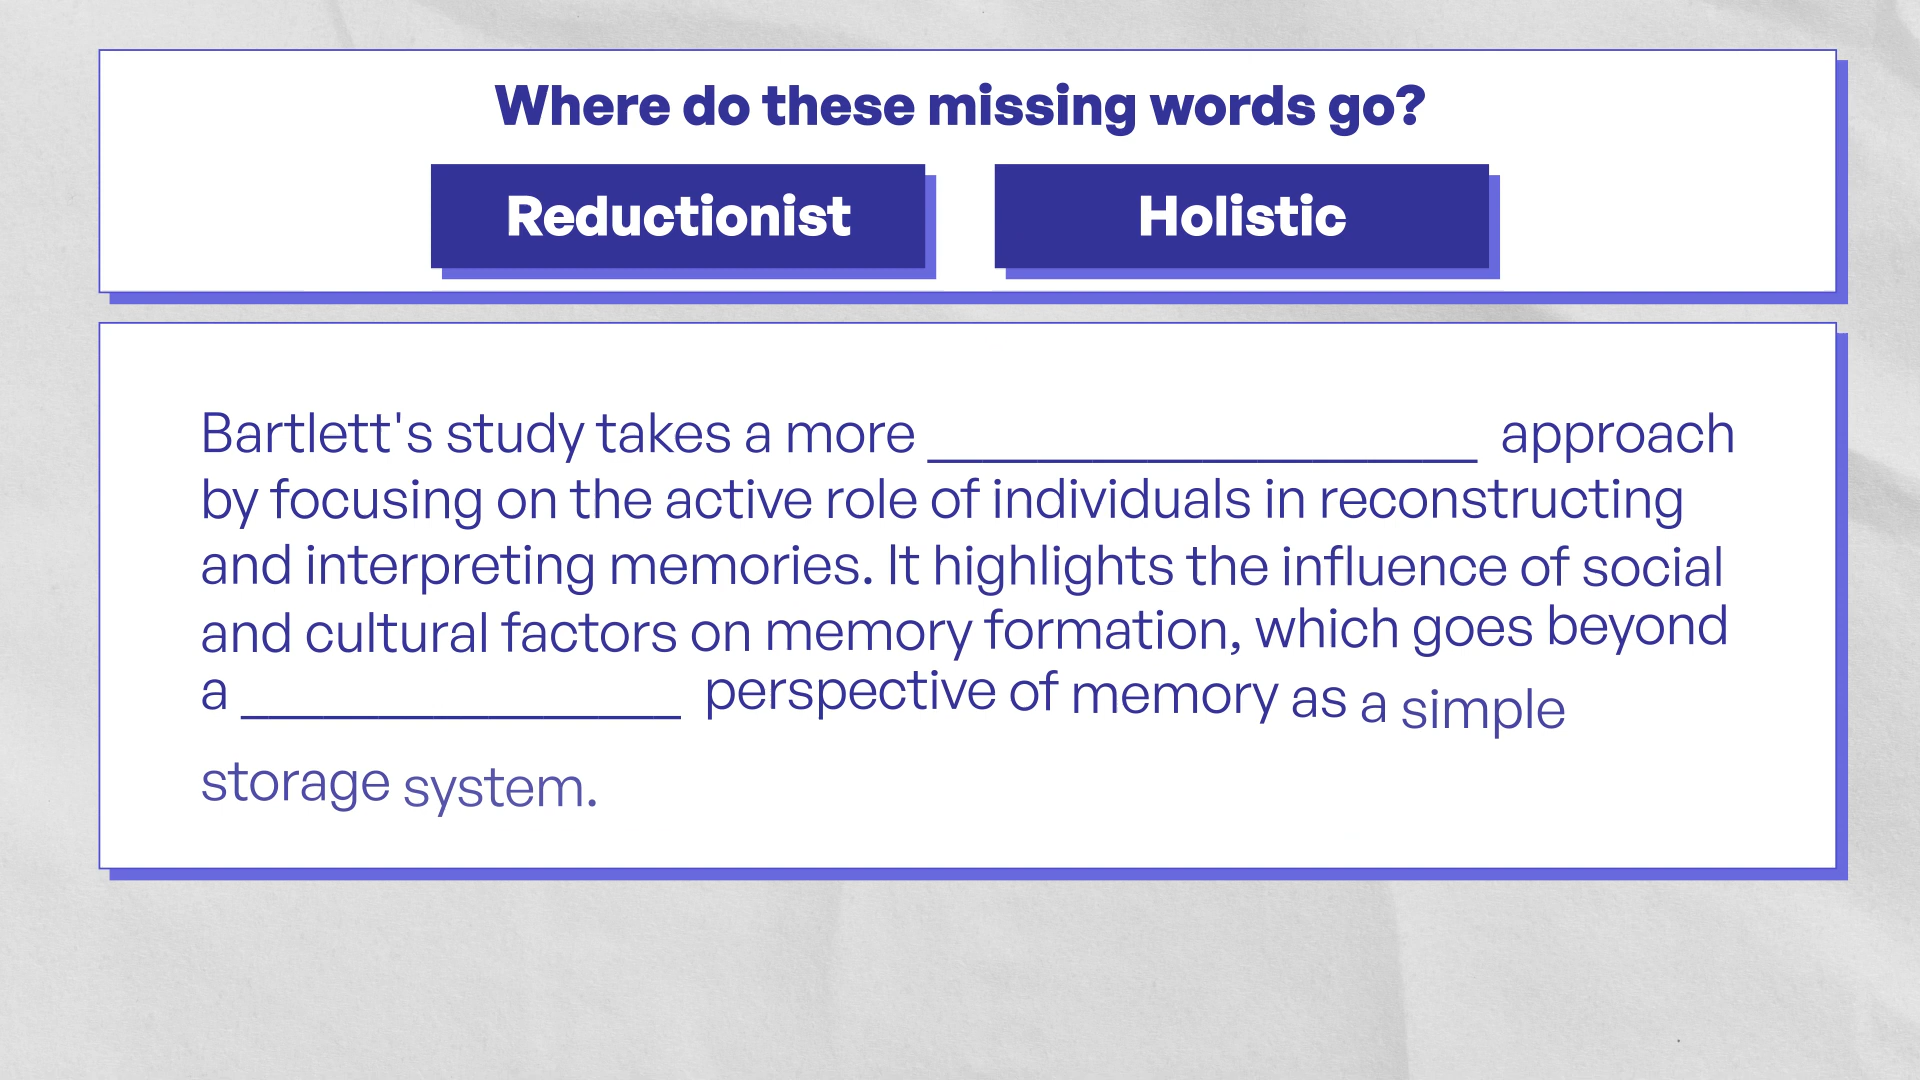 Where do these missing words go?
Reductionist Holistic
Bartlett's study takes a more ____________________ approach
by focusing on the active role of individuals in reconstructing
and interpreting memories. It highlights the influence of social
and cultural factors on memory formation, which goes beyond
a ________________ perspective of memory as a simple
storage system.